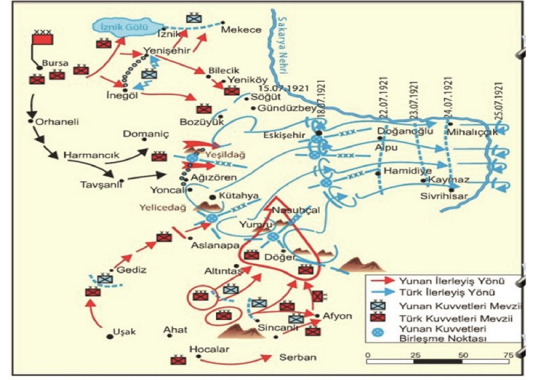 İznik Gölü
İznik
Mekece
Sakarya Nehri
Yenişehir
Bursa
Bilecik
Yeniköy
İnegöl
15.07.1921
Söğüt
Gündüzbey
Bozüyük
Orhaneli
Domaniç
Eskişehir
18.07.1921
22.07.1921
23.07.1921
24.07.1921
25.07.1921
Doğanoğlu
Mihalıççık
Alpu
Harmancık
Yeşildağ
Tavşanlı
Ağızören
Hamidiye
Kaymaz
Yoncalı
Kütahya
Sivrihisar
Yelicedağ
Nasuhçal
Yumru
Aslanapa
Döğer
Gediz
Altıntaş
Uşak
Ahat
Sincanlı
Afyon
Hocalar
Serban
Yunan İlerleyiş Yönü
Türk İlerleyiş Yönü
Yunan Kuvvetleri Mevzii
Türk Kuvvetleri Mevzii
Yunan Kuvvetleri
Birleşme Noktası
0 25 50 75